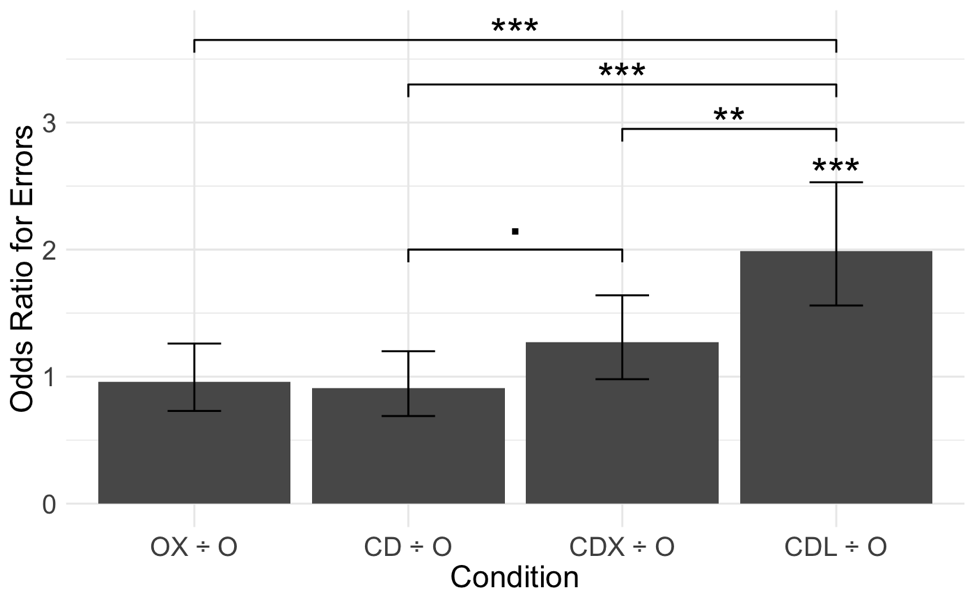 ***
***
3
**
***
.
2
1
0
Odds Ratio for Errors
OX ÷ O
CD ÷ O
CDX ÷ O
CDL ÷ O
Condition